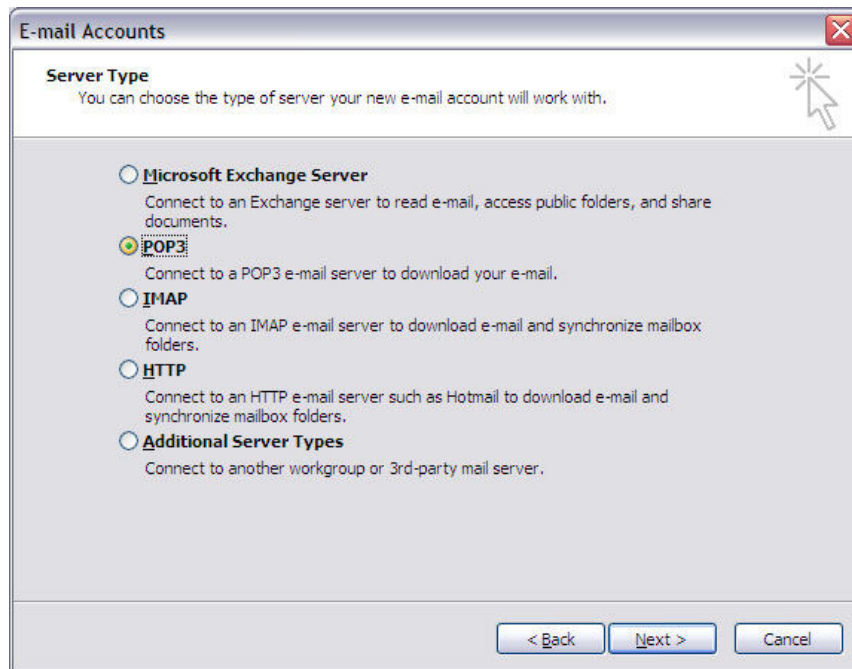 E-mail Accounts
Server Type
You can choose the type of server your new e-mail account will work with.
Microsoft Exchange Server
Connect to an Exchange server to read e-mail, access public folders, and share
documents.
POP3
Connect to a POP3 e-mail server to download your e-mail.
IMAP
Connect to an IMAP e-mail server to download e-mail and synchronize mailbox
folders.
HTTP
Connect to an HTTP e-mail server such as Hotmail to download e-mail and
synchronize mailbox folders.
Additional Server Types
Connect to another workgroup or 3rd-party mail server.
< Back Next > Cancel